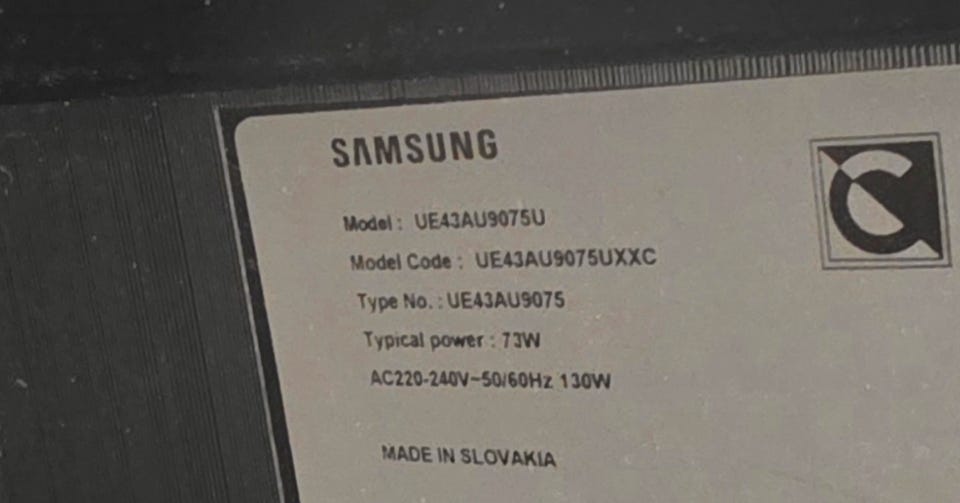 SAMSUNG
Model : UE43AU9075U
Model Code : UE43AU9075UXXC
Type No. : UE43AU9075
Typical power : 73W
AC220-240V~50/60Hz 130W
MADE IN SLOVAKIA